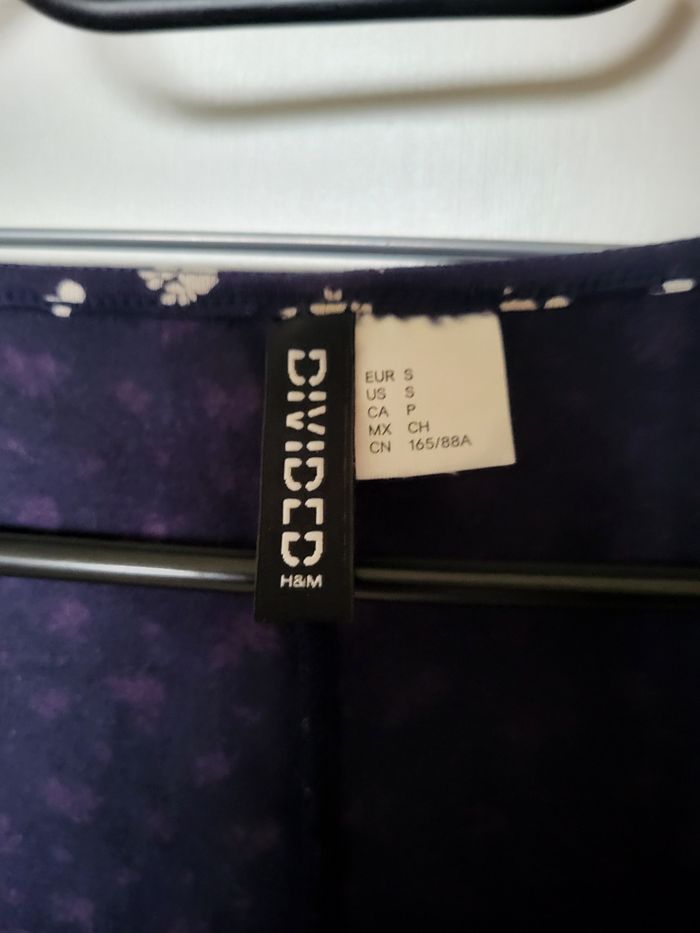 DIVIDED
H&M
EUR S
US S
CA P
MX CH
CN 165/88A